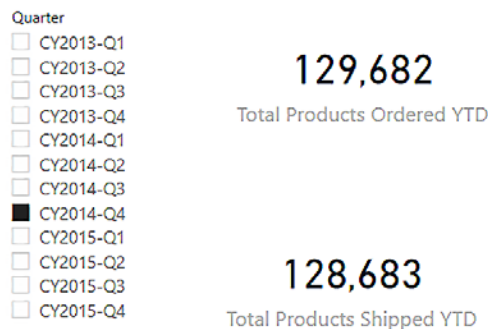 Quarter
CY2013-Q1
CY2013-Q2
CY2013-Q3
CY2013-Q4
CY2014-Q1
CY2014-Q2
CY2014-Q3
CY2014-Q4
CY2015-Q1
CY2015-Q2
CY2015-Q3
CY2015-Q4
129,682
Total Products Ordered YTD
128,683
Total Products Shipped YTD